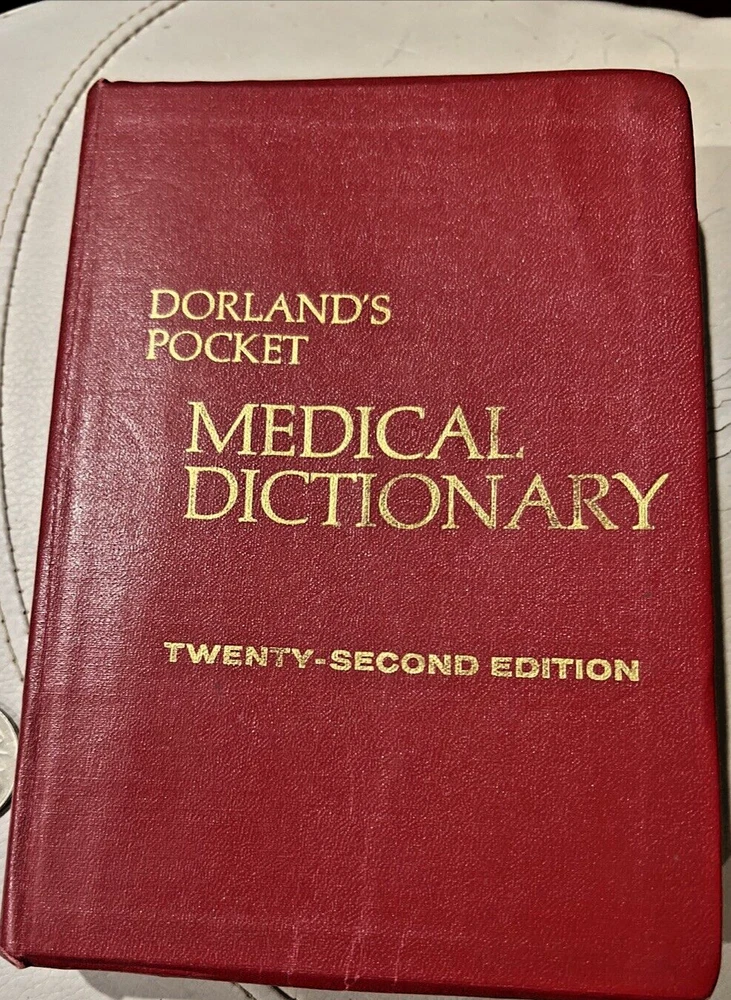 DORLAND'S
POCKET
MEDICAL
DICTIONARY
TWENTY-SECOND EDITION